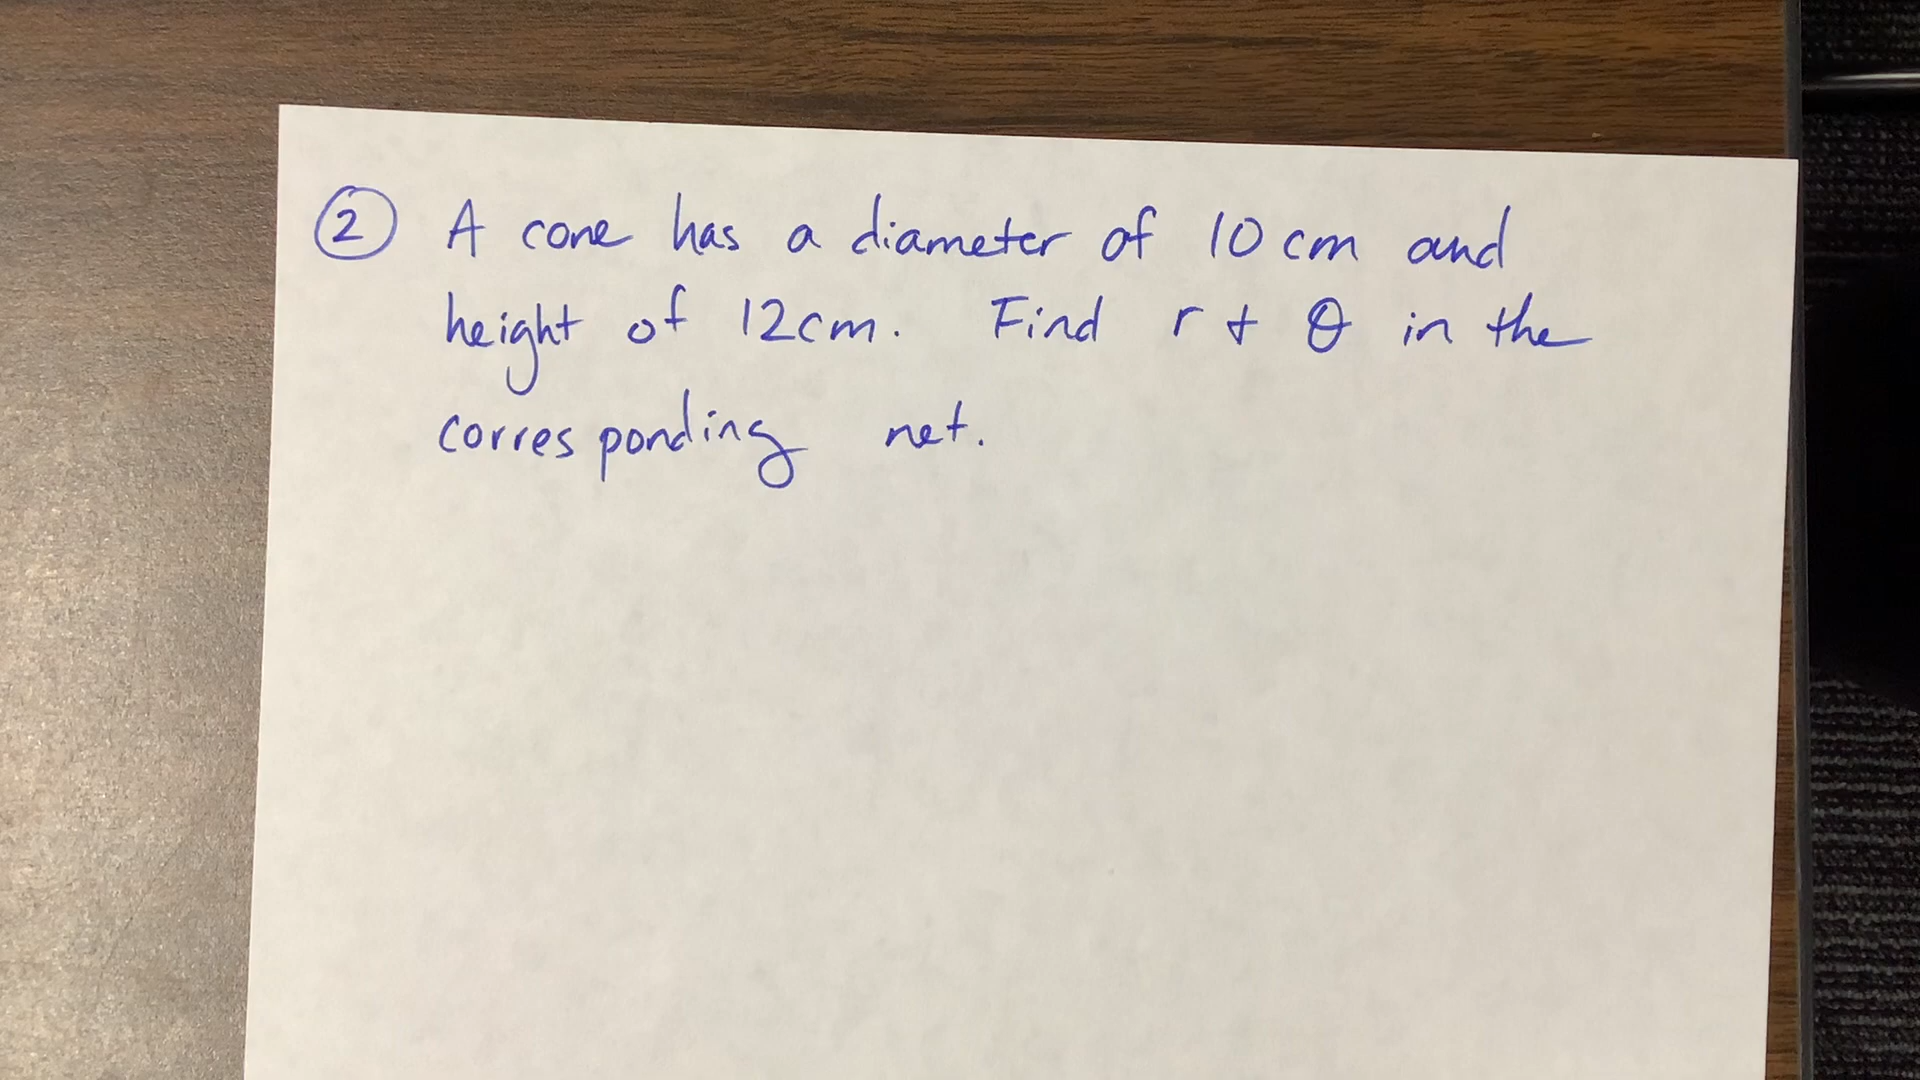 ② A cone has a diameter of 10 cm and
height of 12cm. Find r + θ in the
corresponding net.